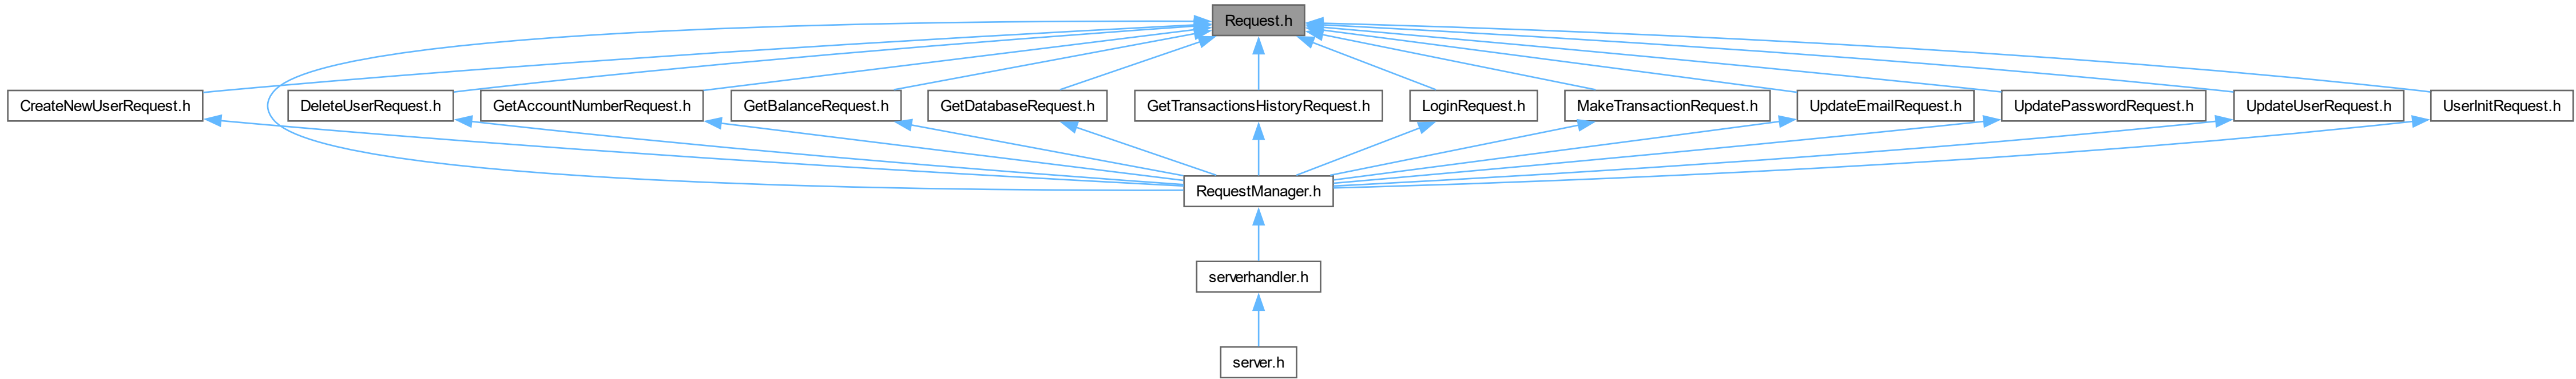 Request.h
CreateNewUserRequest.h
DeleteUserRequest.h
GetAccountNumberRequest.h
GetBalanceRequest.h
GetDatabaseRequest.h
GetTransactionsHistoryRequest.h
LoginRequest.h
MakeTransactionRequest.h
UpdateEmailRequest.h
UpdatePasswordRequest.h
UpdateUserRequest.h
UserInitRequest.h
RequestManager.h
serverhandler.h
server.h